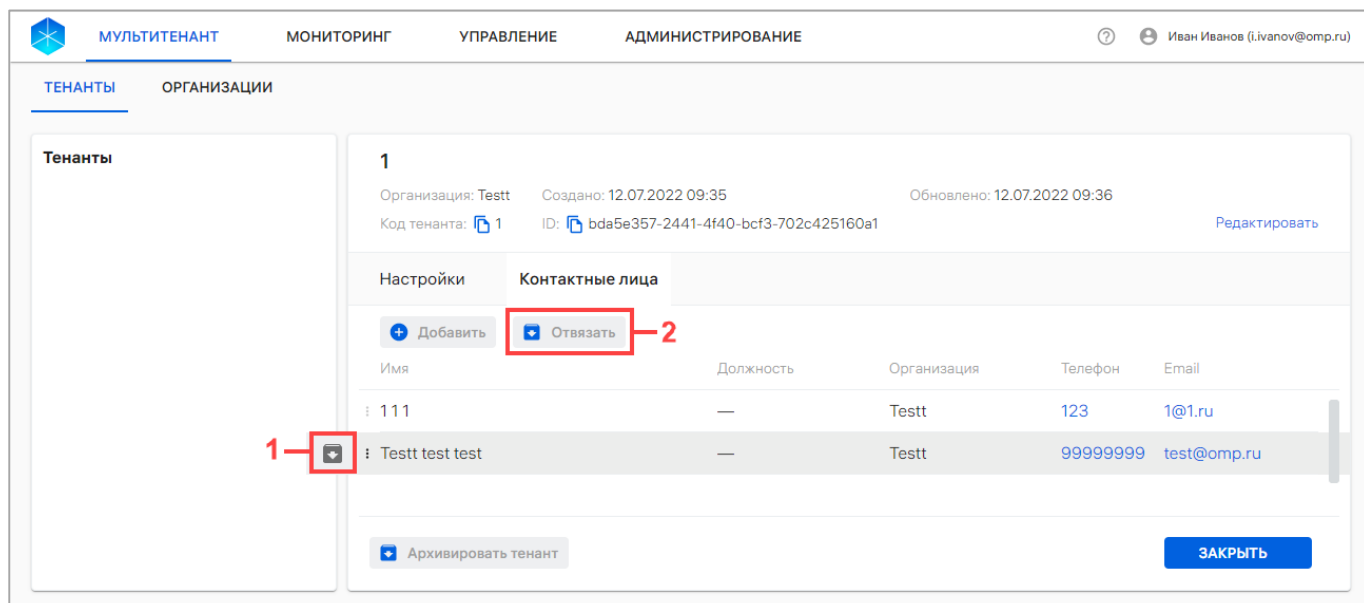 МУЛЬТИТЕНАНТ МОНИТОРИНГ УПРАВЛЕНИЕ АДМИНИСТРИРОВАНИЕ Иван Иванов (i.ivanov@omp.ru)
ТЕНАНТЫ ОРГАНИЗАЦИИ
Тенанты
1
Организация: Testt Создано: 12.07.2022 09:35 Обновлено: 12.07.2022 09:36
Код тенанта: 1 ID: bda5e357-2441-4f40-bcf3-702c425160a1
Редактировать
Настройки Контактные лица
Добавить Отвязать 2
Имя Должность Организация Телефон Email
111 — Testt 123 1@1.ru
1 Testt test test — Testt 99999999 test@omp.ru
Архивировать тенант ЗАКРЫТЬ